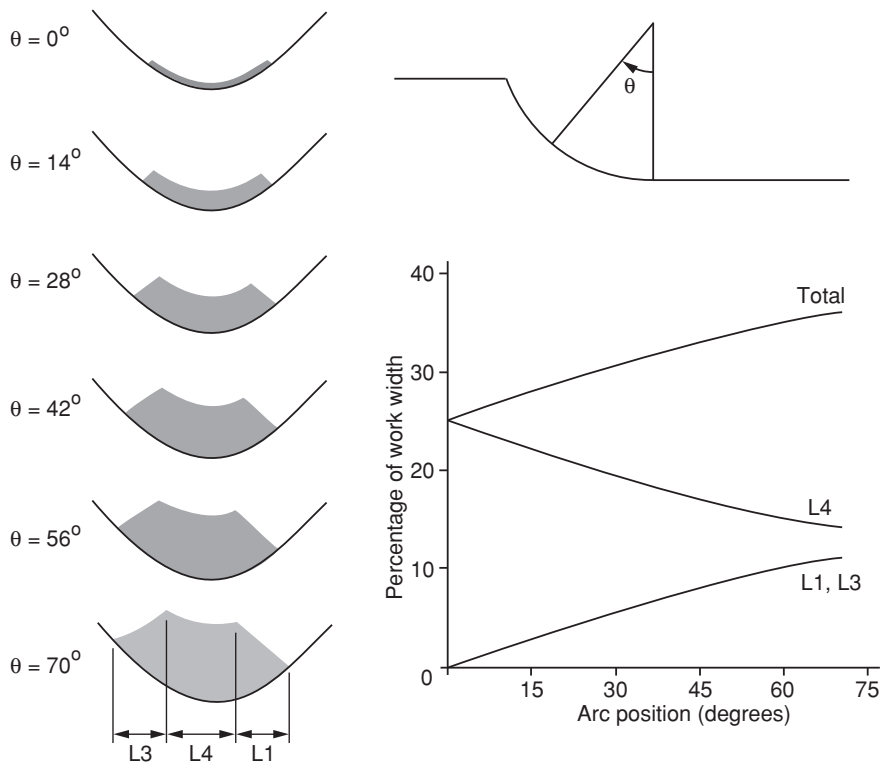 θ = 0°
θ = 14°
θ = 28°
θ = 42°
θ = 56°
θ = 70°
L3
L4
L1
θ
Percentage of work width
40
30
20
10
0
Total
L4
L1, L3
15
30
45
60
75
Arc position (degrees)